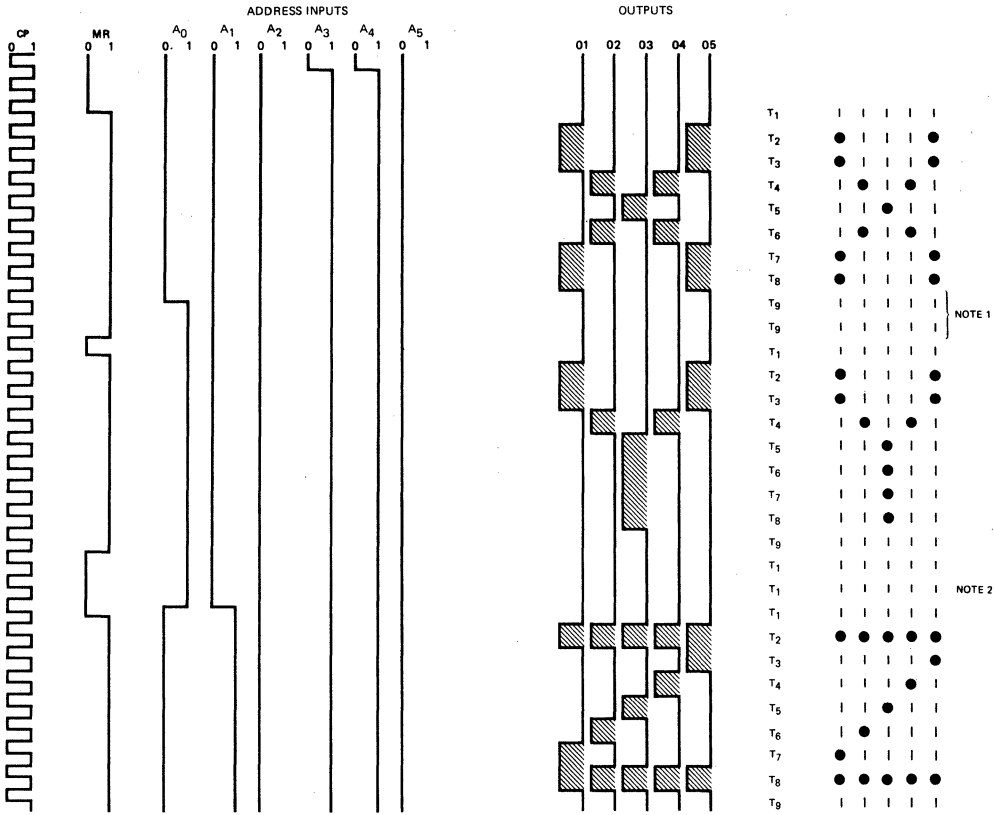 ADDRESS INPUTS
OUTPUTS
CP MR A0 A1 A2 A3 A4 A5
0 1 0 1 0. 1 0 1 0 1 0 1 0 1 0 1
01 02 03 04 05
T1
T2
T3
T4
T5
T6
T7
T8
T9
NOTE 1
T9
T1
T2
T3
T4
T5
T6
T7
T8
T9
T1
T1
NOTE 2
T1
T2
T3
T4
T5
T6
T7
T8
T9